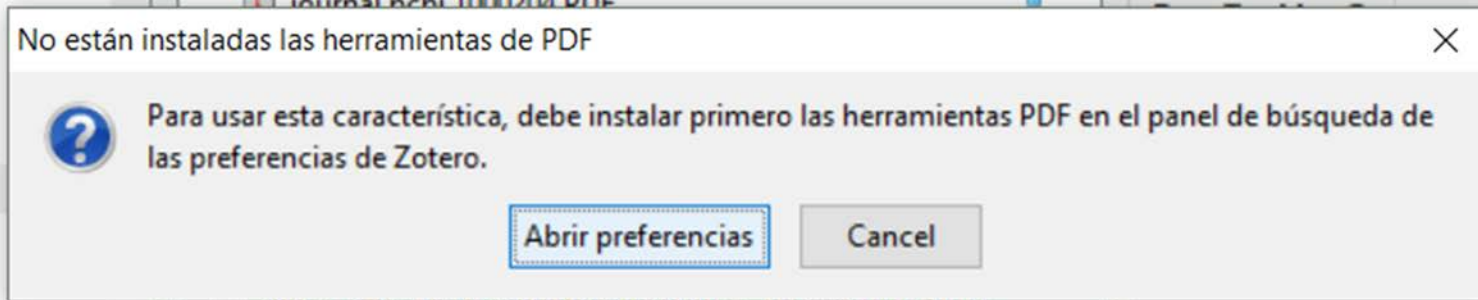 No están instaladas las herramientas de PDF
Para usar esta característica, debe instalar primero las herramientas PDF en el panel de búsqueda de
las preferencias de Zotero.
Abrir preferencias
Cancel